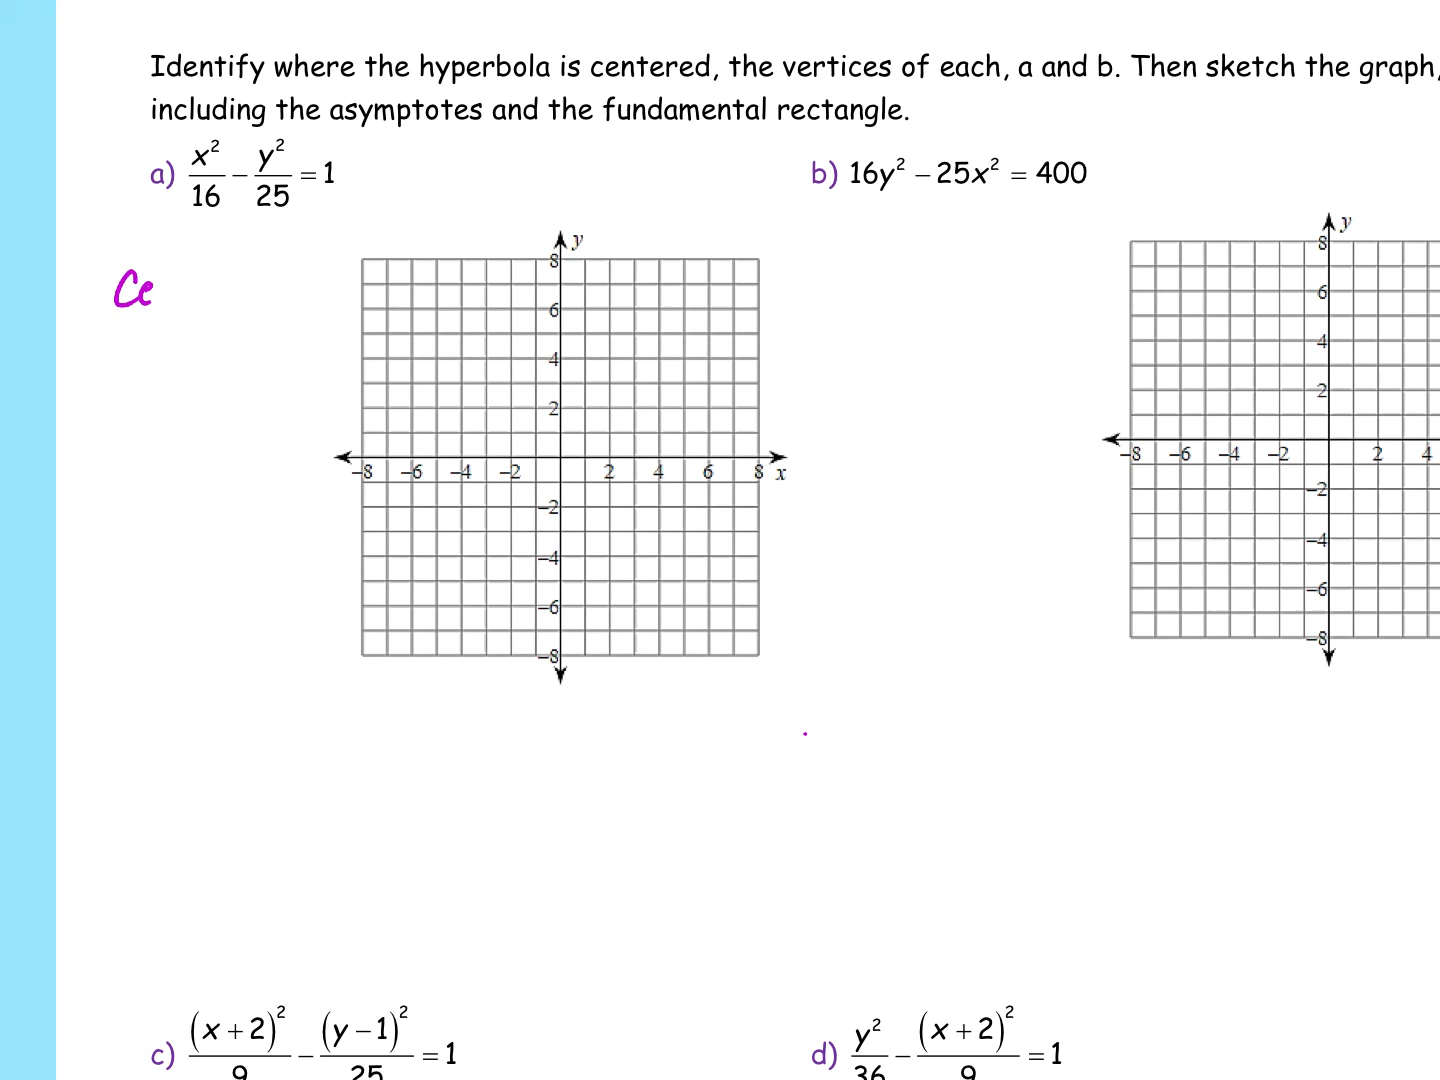 Identify where the hyperbola is centered, the vertices of each, a and b. Then sketch the graph,
including the asymptotes and the fundamental rectangle.
a) x²/16 − y²/25 = 1
b) 16y² − 25x² = 400
Ce
y
8
6
4
2
−8 −6 −4 −2 2 4 6 8 x
−2
−4
−6
−8
y
8
6
4
2
−8 −6 −4 −2 2 4
−2
−4
−6
−8
c) (x + 2)²/9 − (y − 1)²/25 = 1
d) y²/36 − (x + 2)²/9 = 1